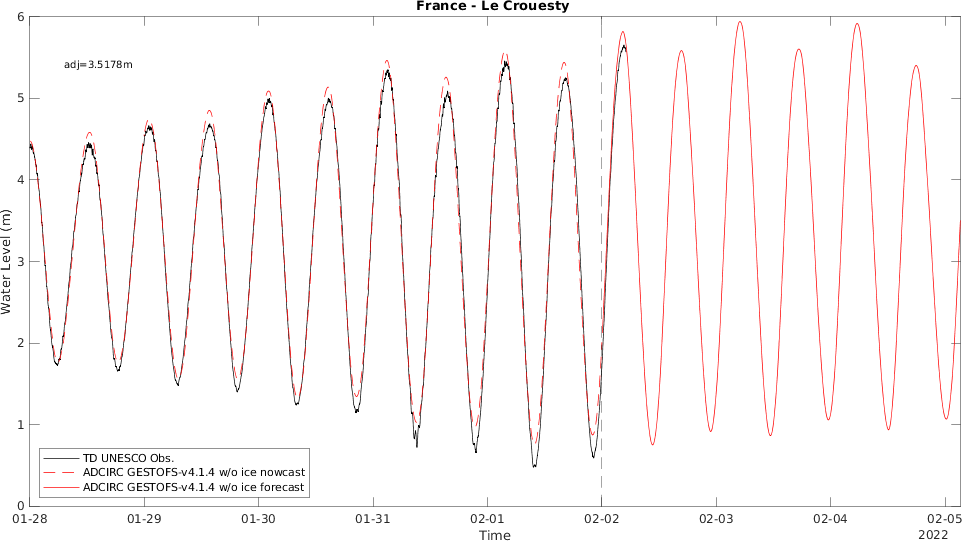 France - Le Crouesty
adj=3.5178m
Water Level (m)
6
5
4
3
2
1
0
TD UNESCO Obs.
ADCIRC GESTOFS-v4.1.4 w/o ice nowcast
ADCIRC GESTOFS-v4.1.4 w/o ice forecast
01-28 01-29 01-30 01-31 02-01 02-02 02-03 02-04 02-05
Time
2022